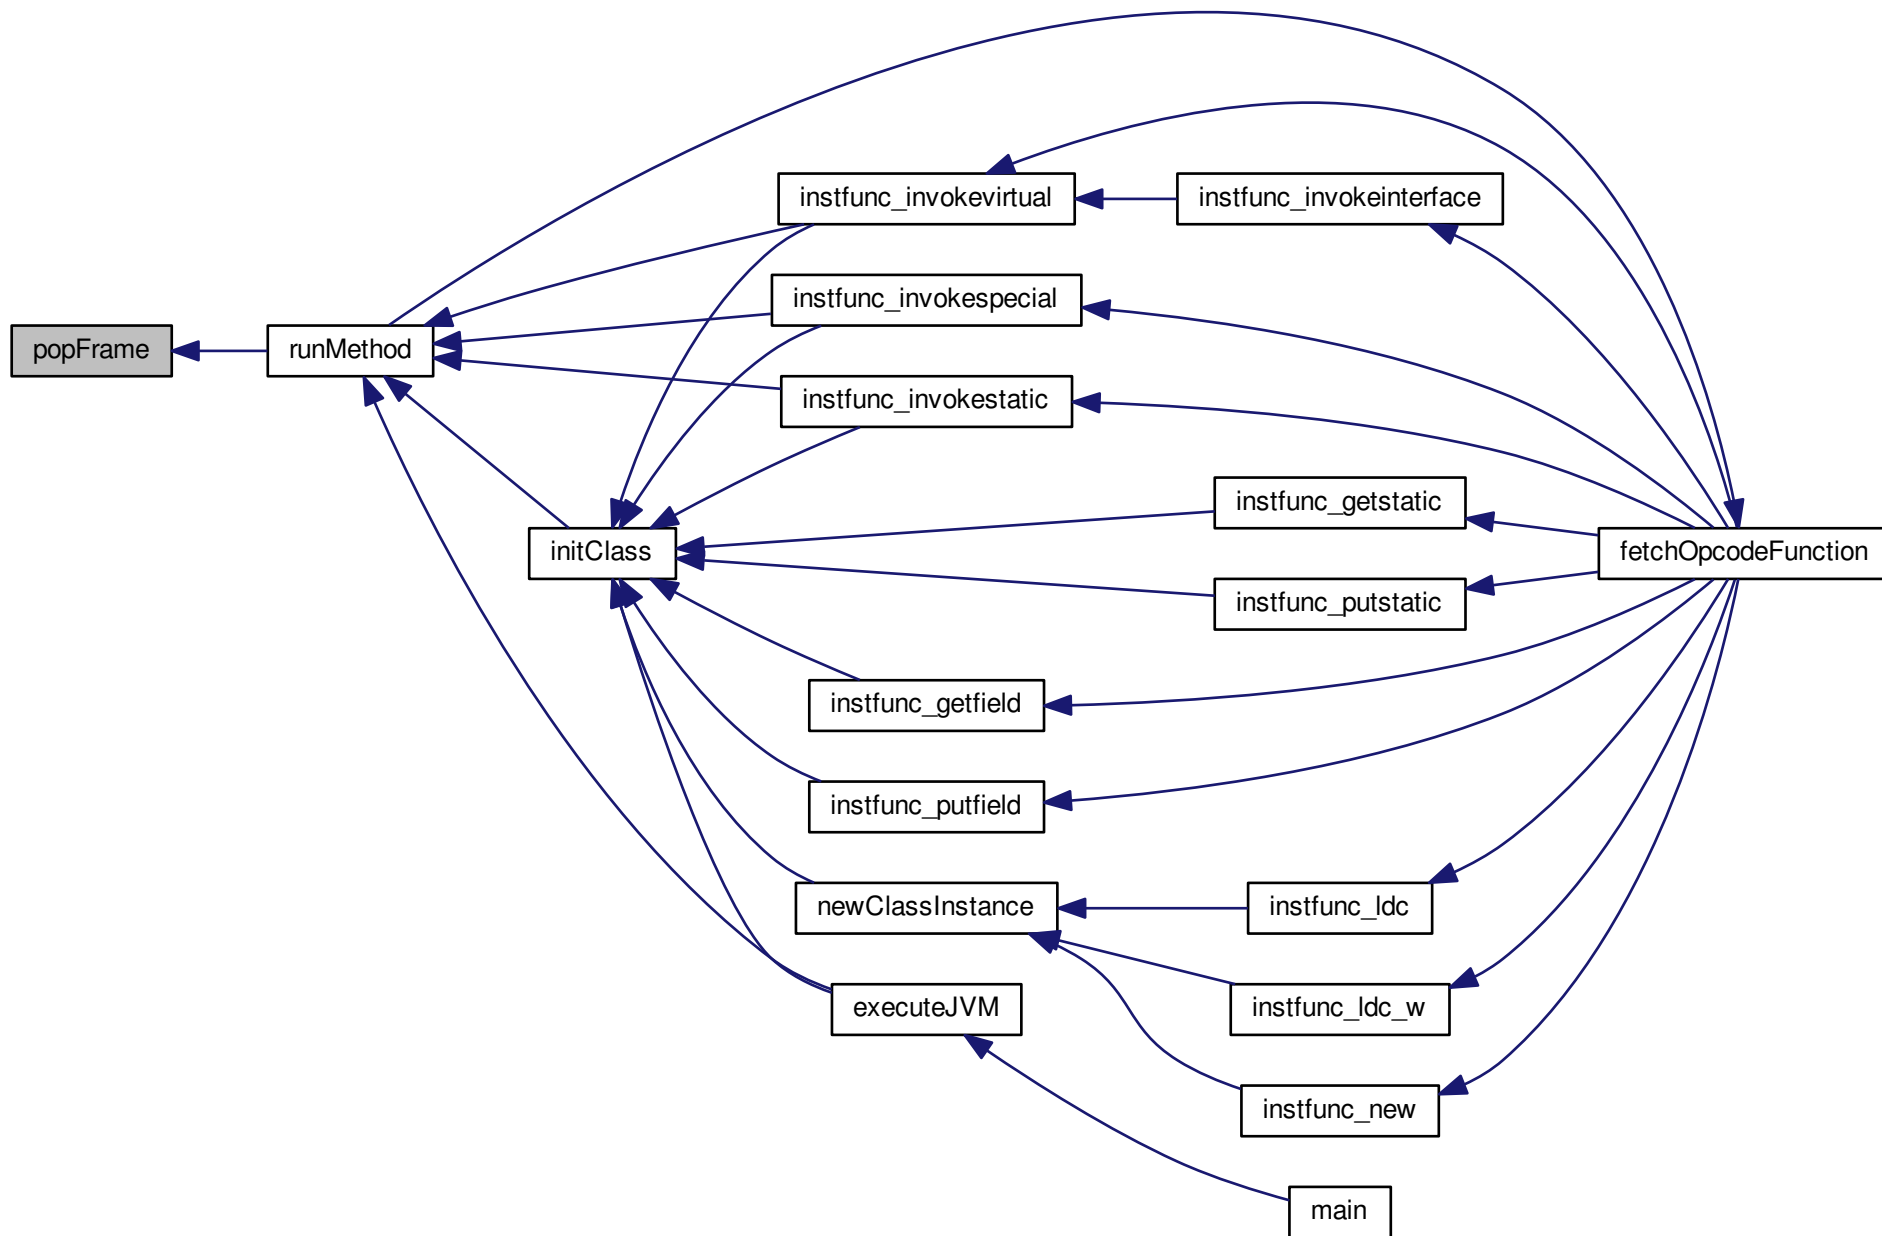 popFrame
runMethod
instfunc_invokevirtual
instfunc_invokeinterface
instfunc_invokespecial
instfunc_invokestatic
initClass
instfunc_getstatic
fetchOpcodeFunction
instfunc_putstatic
instfunc_getfield
instfunc_putfield
newClassInstance
instfunc_ldc
executeJVM
instfunc_ldc_w
instfunc_new
main